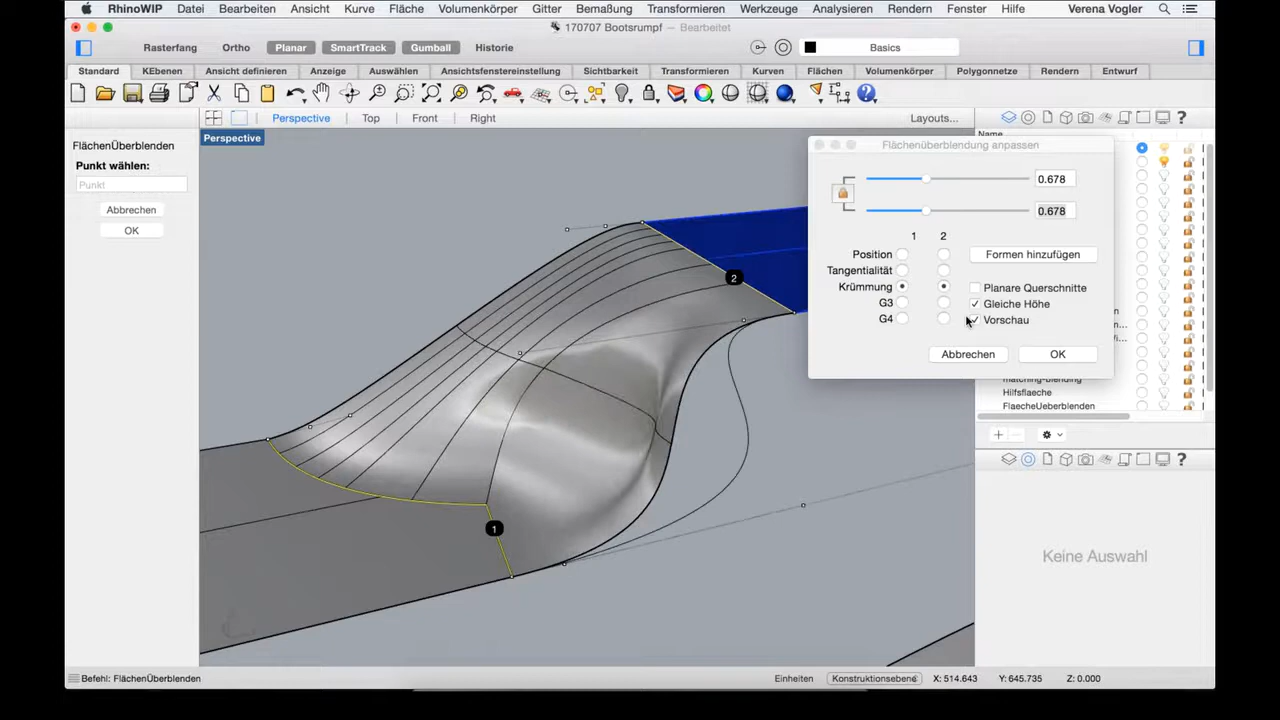 RhinoWIP Datei Bearbeiten Ansicht Kurve Fläche Volumenkörper Gitter Bemaßung Transformieren Werkzeuge Analysieren Rendern Fenster Hilfe Verena Vogler
170707 Bootsrumpf — Bearbeitet
Rasterfang Ortho Planar SmartTrack Gumball Historie Basics
Standard KEbenen Ansicht definieren Anzeige Auswählen Ansichtsfenstereinstellung Sichtbarkeit Transformieren Kurven Flächen Volumenkörper Polygonnetze Rendern Entwurf
Perspective Top Front Right Layouts...
Perspective
Name
FlächenÜberblenden
Punkt wählen:
Punkt
Abbrechen
OK
Flächenüberblendung anpassen
0.678
0.678
1 2
Position Formen hinzufügen
Tangentialität
Krümmung Planare Querschnitte
G3 Gleiche Höhe
G4 Vorschau
Abbrechen OK
2
1
matching-blending
Hilfsflaeche
FlaecheUeberblenden
Keine Auswahl
Befehl: FlächenÜberblenden Einheiten Konstruktionsebene X: 514.643 Y: 645.735 Z: 0.000